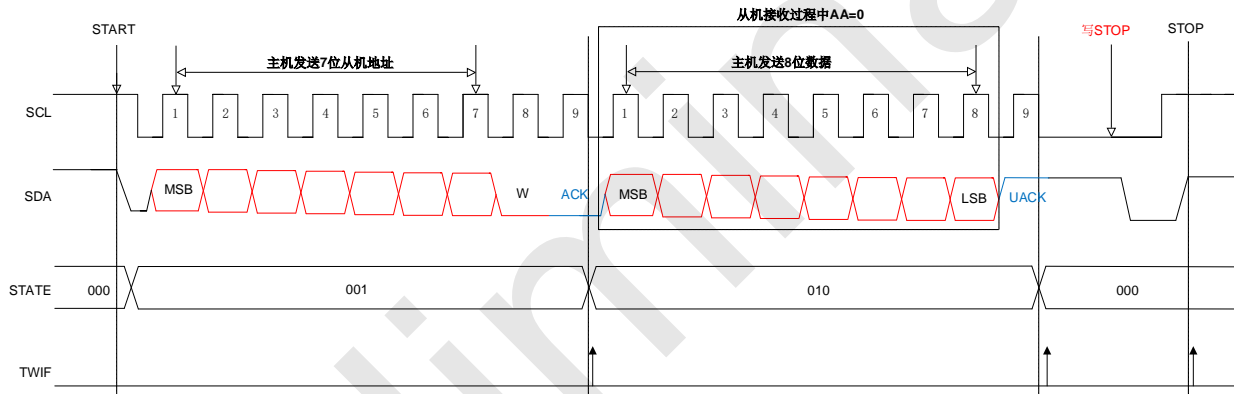 从机接收过程中AA=0
START
写STOP
STOP
主机发送7位从机地址
主机发送8位数据
SCL
1 2 3 4 5 6 7 8 9 1 2 3 4 5 6 7 8 9
SDA
MSB
W
ACK
MSB
LSB
UACK
STATE
000
001
010
000
TWIF